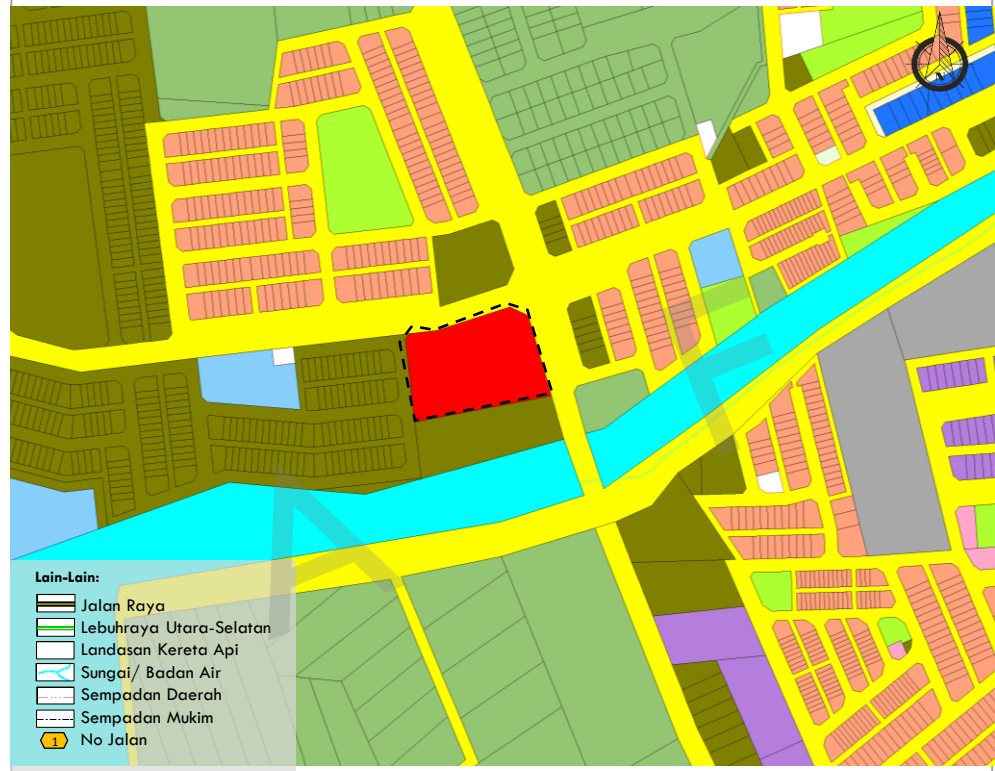 Lain-Lain:
Jalan Raya
Lebuhraya Utara-Selatan
Landasan Kereta Api
Sungai/ Badan Air
Sempadan Daerah
Sempadan Mukim
1 No Jalan